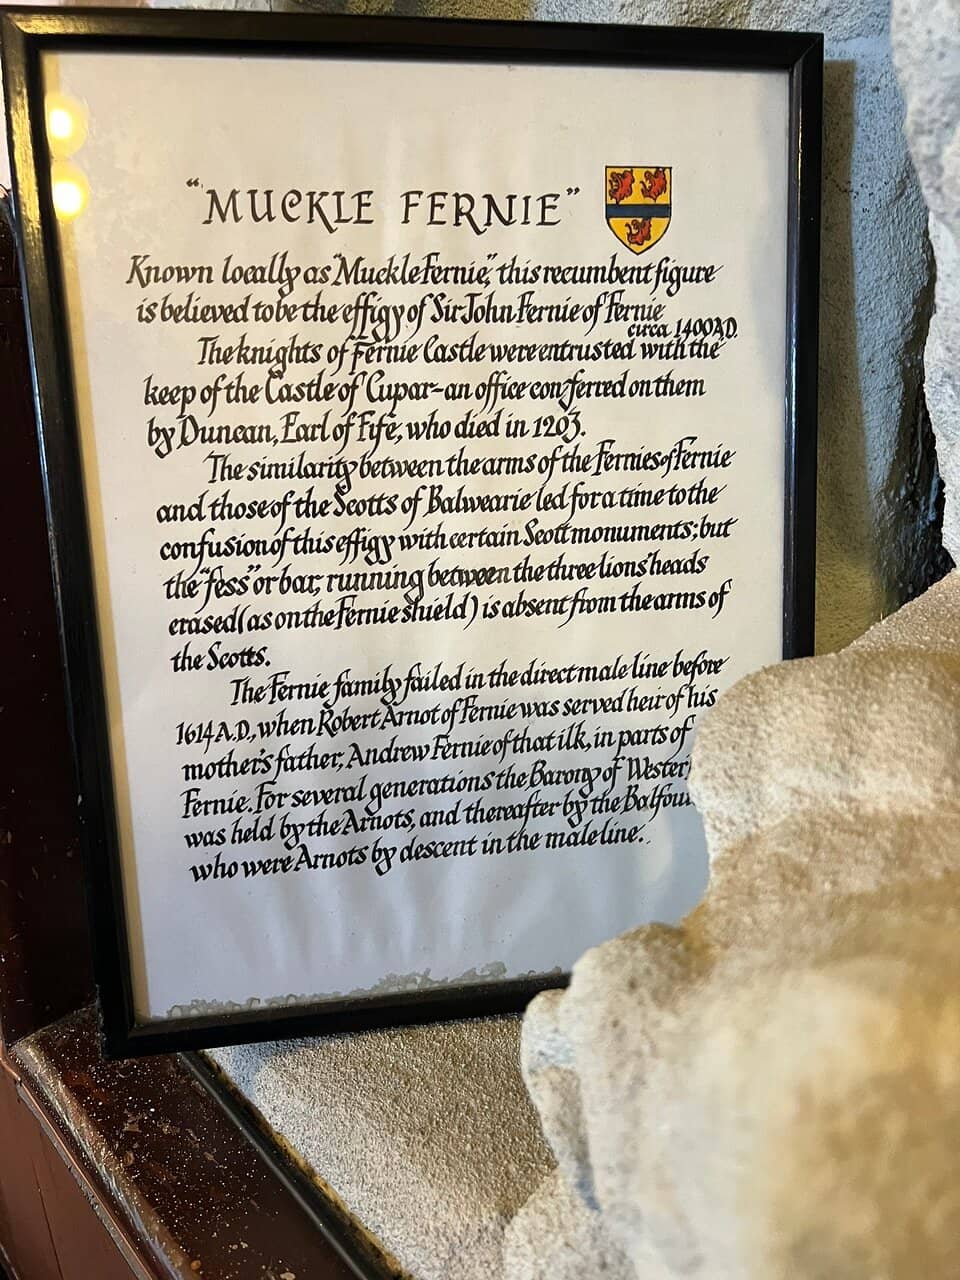 "MUCKLE FERNIE"
Known locally as "Muckle Fernie," this recumbent figure
is believed to be the effigy of Sir John Fernie of Fernie
circa 1400 A.D.
The knights of Fernie Castle were entrusted with the
keep of the Castle of Cupar-an office conferred on them
by Duncan, Earl of Fife, who died in 1203.
The similarity between the arms of the Fernies of Fernie
and those of the Scotts of Balwearie led for a time to the
confusion of this effigy with certain Scott monuments; but
the "fess" or bar, running between the three lions' heads
erased (as on the Fernie shield) is absent from the arms of
the Scotts.
The Fernie family failed in the direct male line before
1614 A.D., when Robert Arnot of Fernie was served heir of his
mother's father, Andrew Fernie of that ilk, in parts of
Fernie. For several generations the Barony of Wester
was held by the Arnots, and thereafter by the
who were Arnots by descent in the male line.